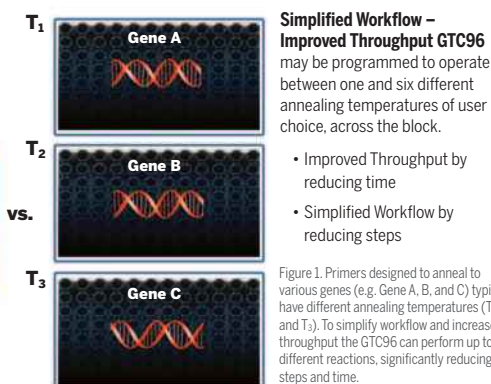 T₁
Gene A
T₂
Gene B
vs.
T₃
Gene C
Simplified Workflow –
Improved Throughput GTC96
may be programmed to operate
between one and six different
annealing temperatures of user
choice, across the block.
• Improved Throughput by
reducing time
• Simplified Workflow by
reducing steps
Figure 1. Primers designed to anneal to
various genes (e.g. Gene A, B, and C)
have different annealing temperatures
and T₃). To simplify workflow and increase
throughput the GTC96 can perform up to
different reactions, significantly reducing
steps and time.